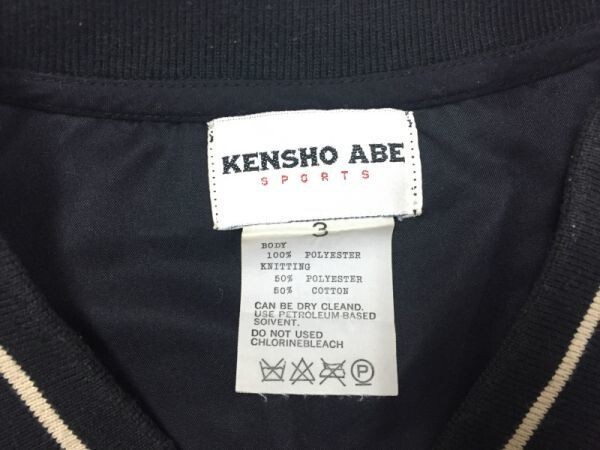 KENSHO ABE
SPORTS
3
BODY
100% POLYESTER
KNITTING
50% POLYESTER
50% COTTON
CAN BE DRY CLEAND.
USE PETROLEUM-BASED
SOIVENT.
DO NOT USED
CHLORINEBLEACH
P